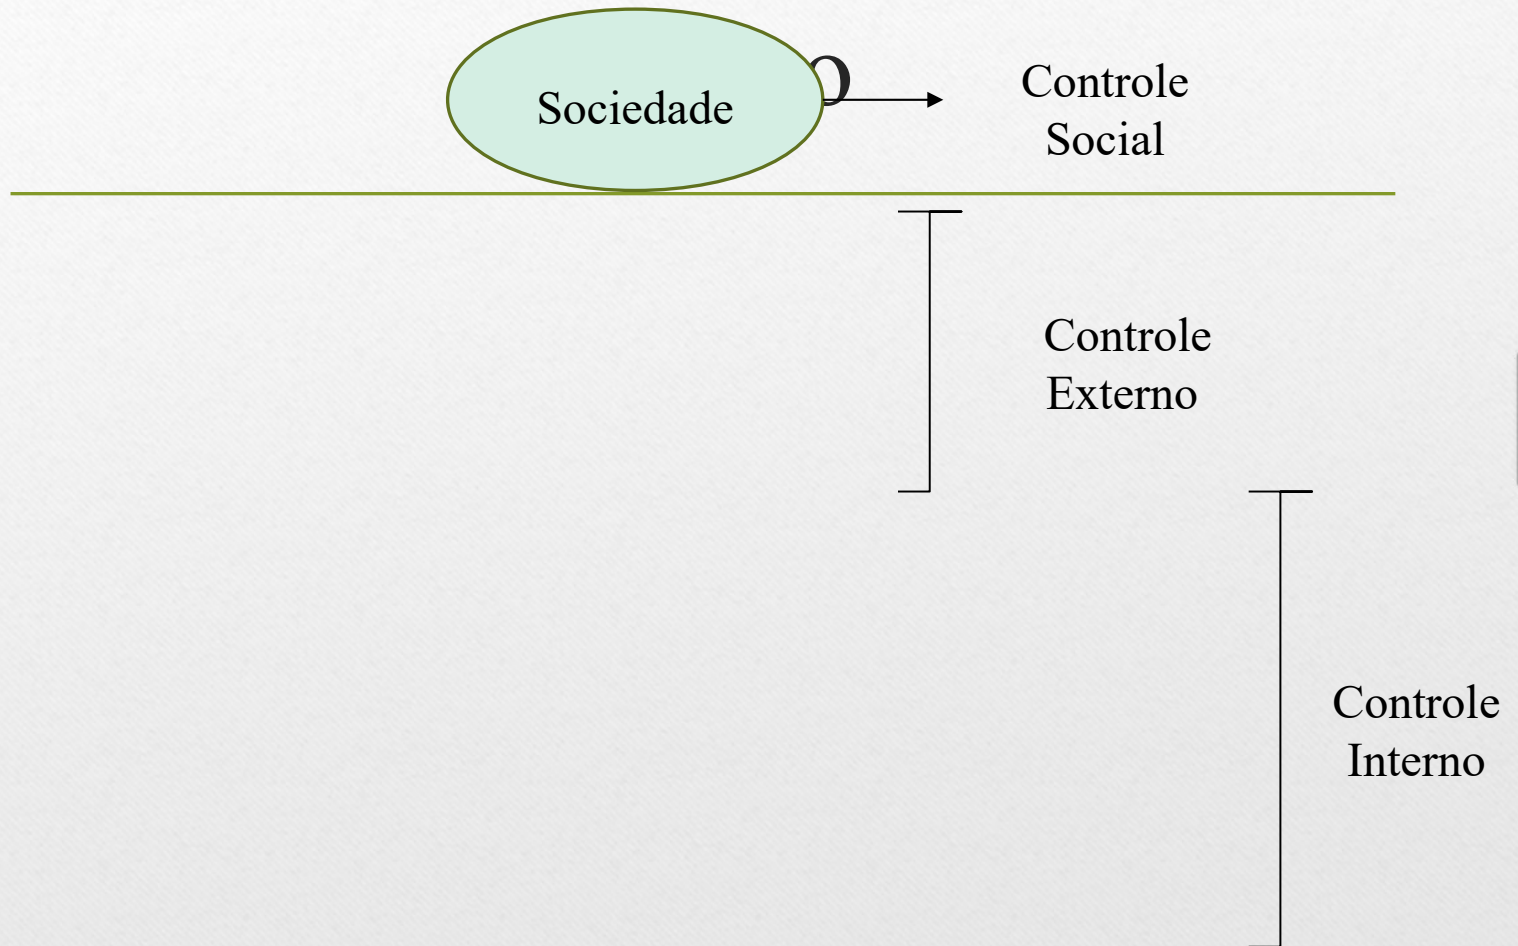 Sociedade
Controle
Social
Controle
Externo
Controle
Interno